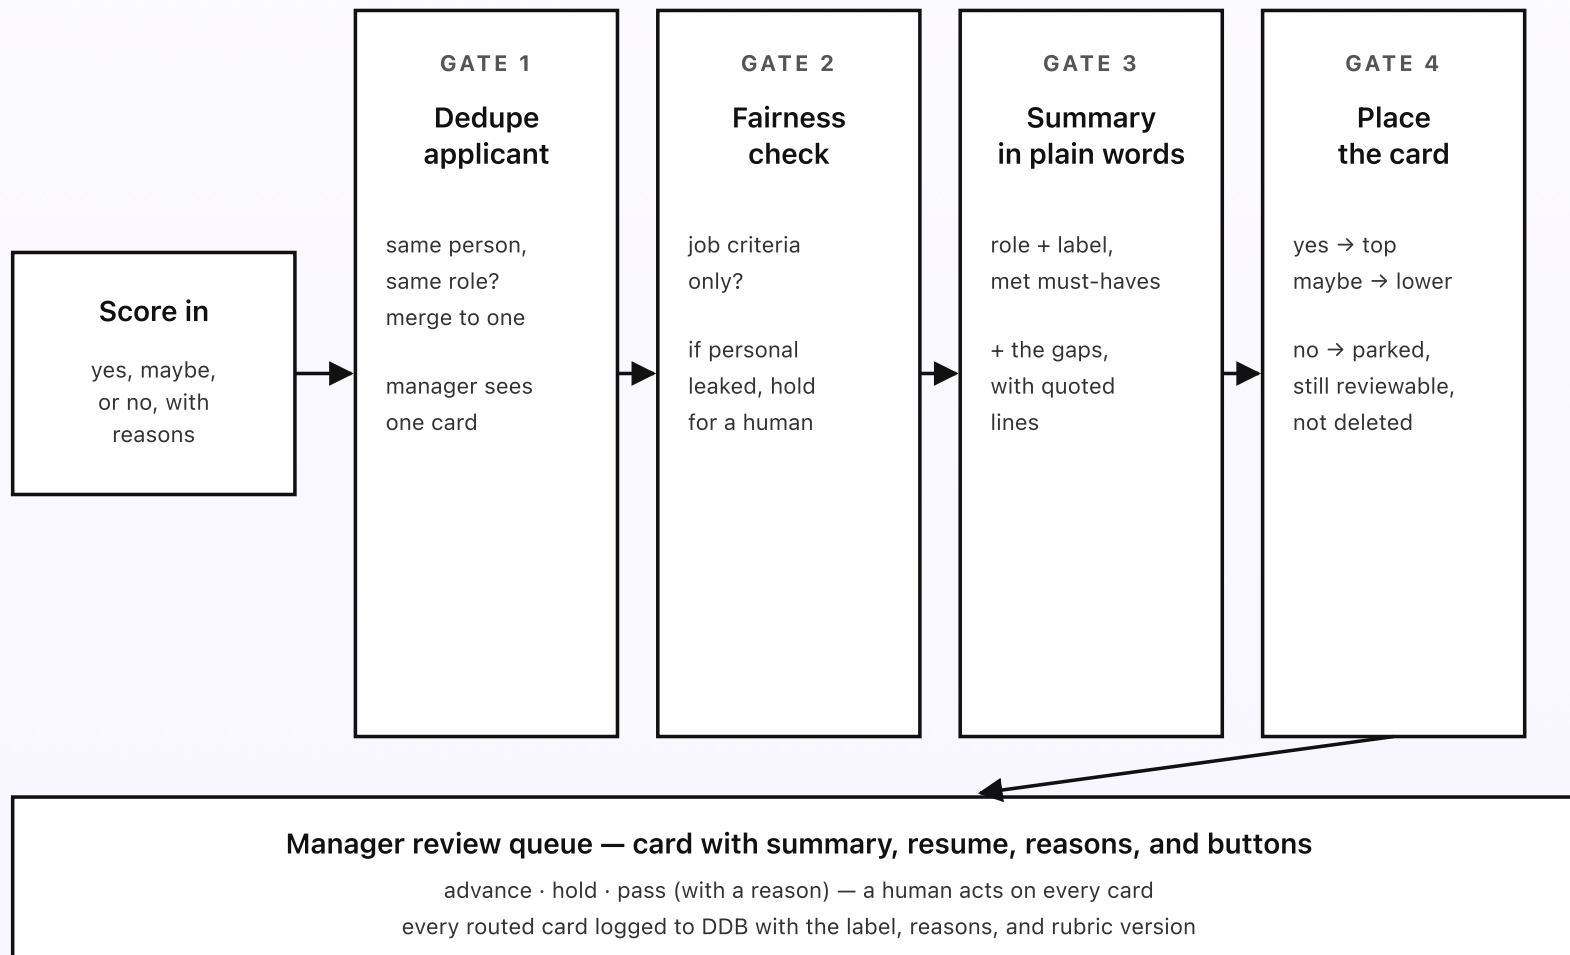 Score in
yes, maybe,
or no, with
reasons
GATE 1
Dedupe
applicant
same person,
same role?
merge to one
manager sees
one card
GATE 2
Fairness
check
job criteria
only?
if personal
leaked, hold
for a human
GATE 3
Summary
in plain words
role + label,
met must-haves
+ the gaps,
with quoted
lines
GATE 4
Place
the card
yes → top
maybe → lower
no → parked,
still reviewable,
not deleted
Manager review queue — card with summary, resume, reasons, and buttons
advance · hold · pass (with a reason) — a human acts on every card
every routed card logged to DDB with the label, reasons, and rubric version